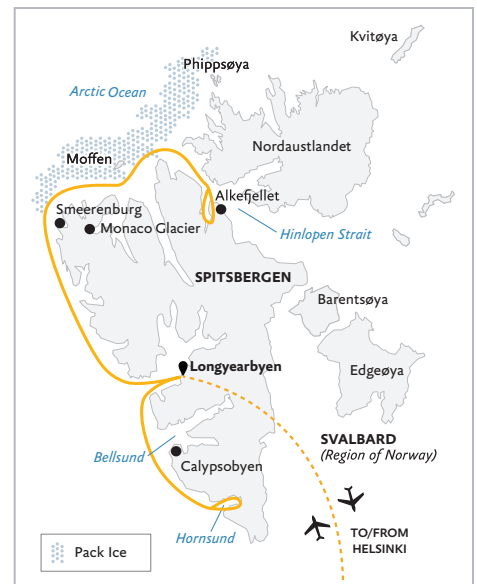 Kvitøya
Phippsøya
Arctic Ocean
Nordaustlandet
Moffen
Alkefjellet
Smeerenburg
Monaco Glacier
Hinlopen Strait
SPITSBERGEN
Barentsøya
Longyearbyen
Edgeøya
SVALBARD
(Region of Norway)
Bellsund
Calypsobyen
TO/FROM
HELSINKI
Hornsund
Pack Ice